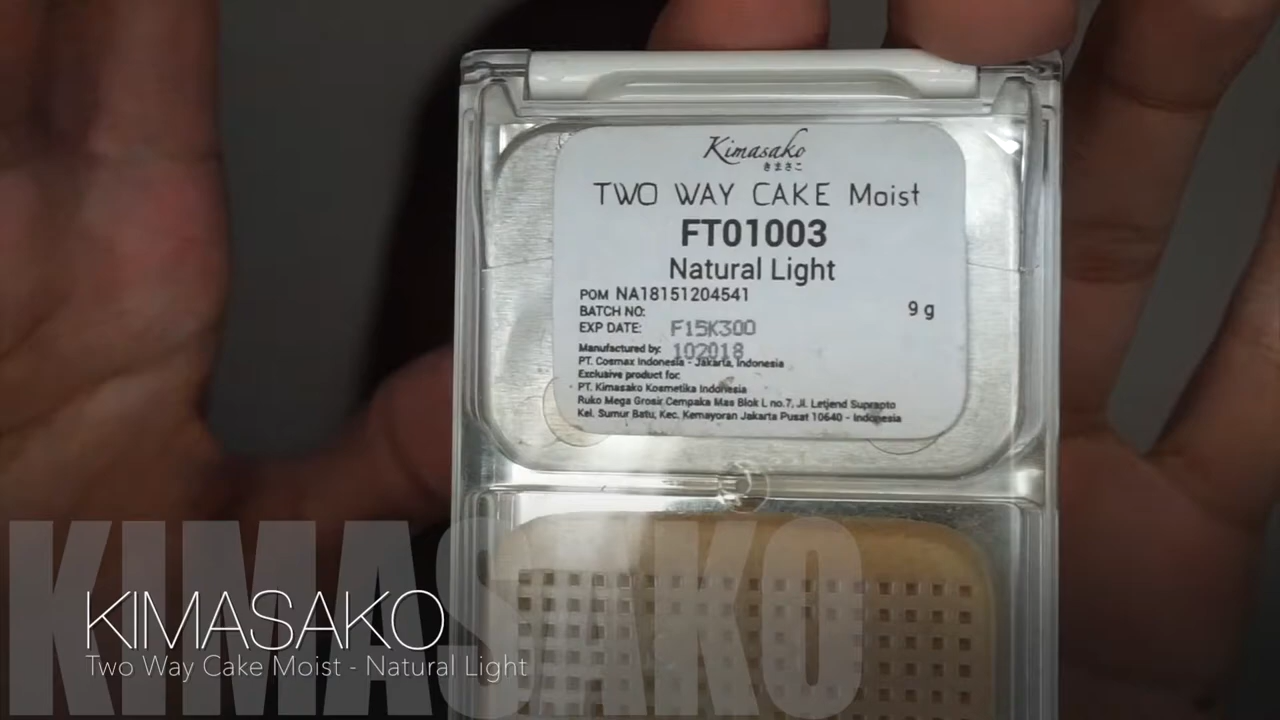 Kimasako
きまさこ
TWO WAY CAKE Moist
FT01003
Natural Light
POM NA18151204541
9 g
BATCH NO:
EXP DATE: F15K300
102018
Manufactured by:
PT. Cosmax Indonesia - Jakarta, Indonesia
Exclusive product for:
PT. Kimasako Kosmetika Indonesia
Ruko Mega Grosir Cempaka Mas Blok L no.7, Jl. Letjend Suprapto
Kel. Sumur Batu, Kec. Kemayoran Jakarta Pusat 10640 - Indonesia
KIMASAKO
KIMASAKO
Two Way Cake Moist - Natural Light